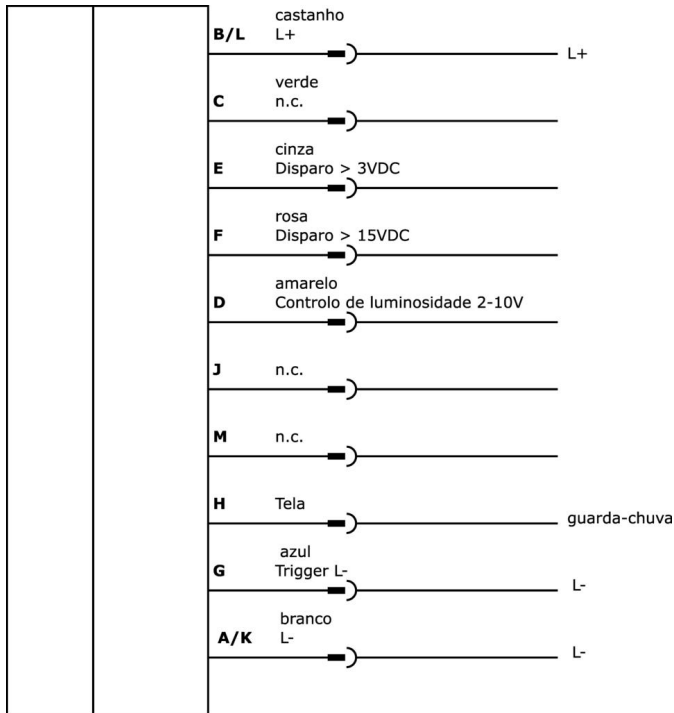 castanho
B/L L+
L+
verde
C n.c.
cinza
E Disparo > 3VDC
rosa
F Disparo > 15VDC
amarelo
D Controlo de luminosidade 2-10V
J n.c.
M n.c.
H Tela
guarda-chuva
azul
G Trigger L-
L-
branco
A/K L-
L-